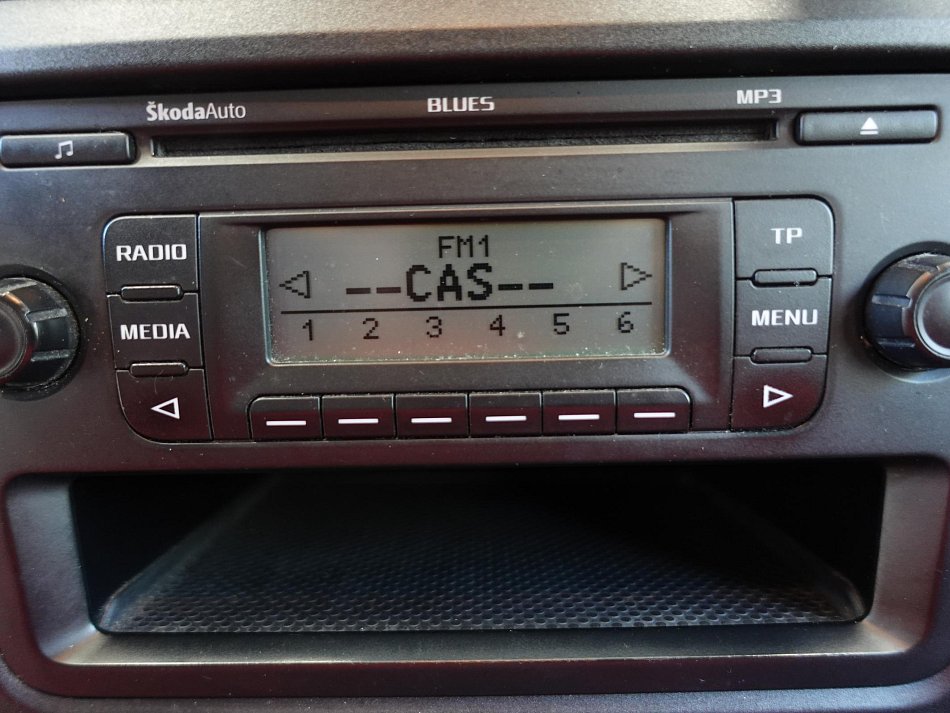 ŠkodaAuto
BLUES
MP3
RADIO
MEDIA
FM1
--CAS--
1 2 3 4 5 6
TP
MENU